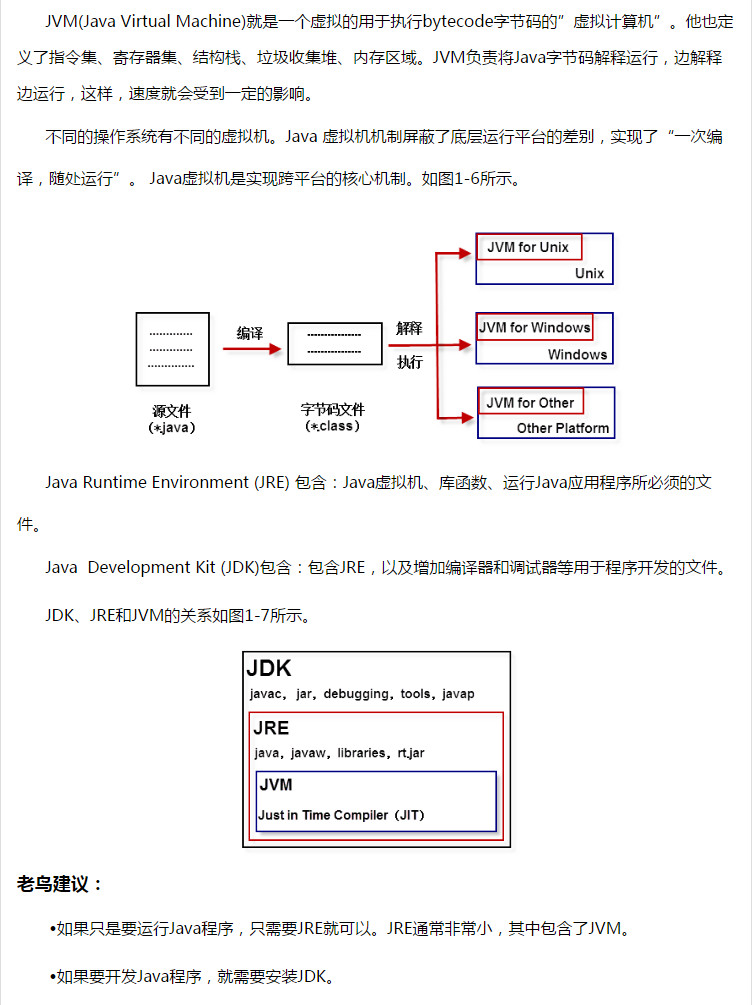 JVM(Java Virtual Machine)就是一个虚拟的用于执行bytecode字节码的”虚拟计算机”。他也定
义了指令集、寄存器集、结构栈、垃圾收集堆、内存区域。JVM负责将Java字节码解释运行，边解释
边运行，这样，速度就会受到一定的影响。
不同的操作系统有不同的虚拟机。Java 虚拟机机制屏蔽了底层运行平台的差别，实现了“一次编
译，随处运行”。 Java虚拟机是实现跨平台的核心机制。如图1-6所示。
JVM for Unix
Unix
编译
解释
执行
JVM for Windows
Windows
JVM for Other
Other Platform
源文件
（*.java）
字节码文件
（*.class）
Java Runtime Environment (JRE) 包含：Java虚拟机、库函数、运行Java应用程序所必须的文
件。
Java  Development Kit (JDK)包含：包含JRE，以及增加编译器和调试器等用于程序开发的文件。
JDK、JRE和JVM的关系如图1-7所示。
JDK
javac，jar，debugging，tools，javap
JRE
java，javaw，libraries，rt.jar
JVM
Just in Time Compiler（JIT）
老鸟建议：
•如果只是要运行Java程序，只需要JRE就可以。JRE通常非常小，其中包含了JVM。
•如果要开发Java程序，就需要安装JDK。